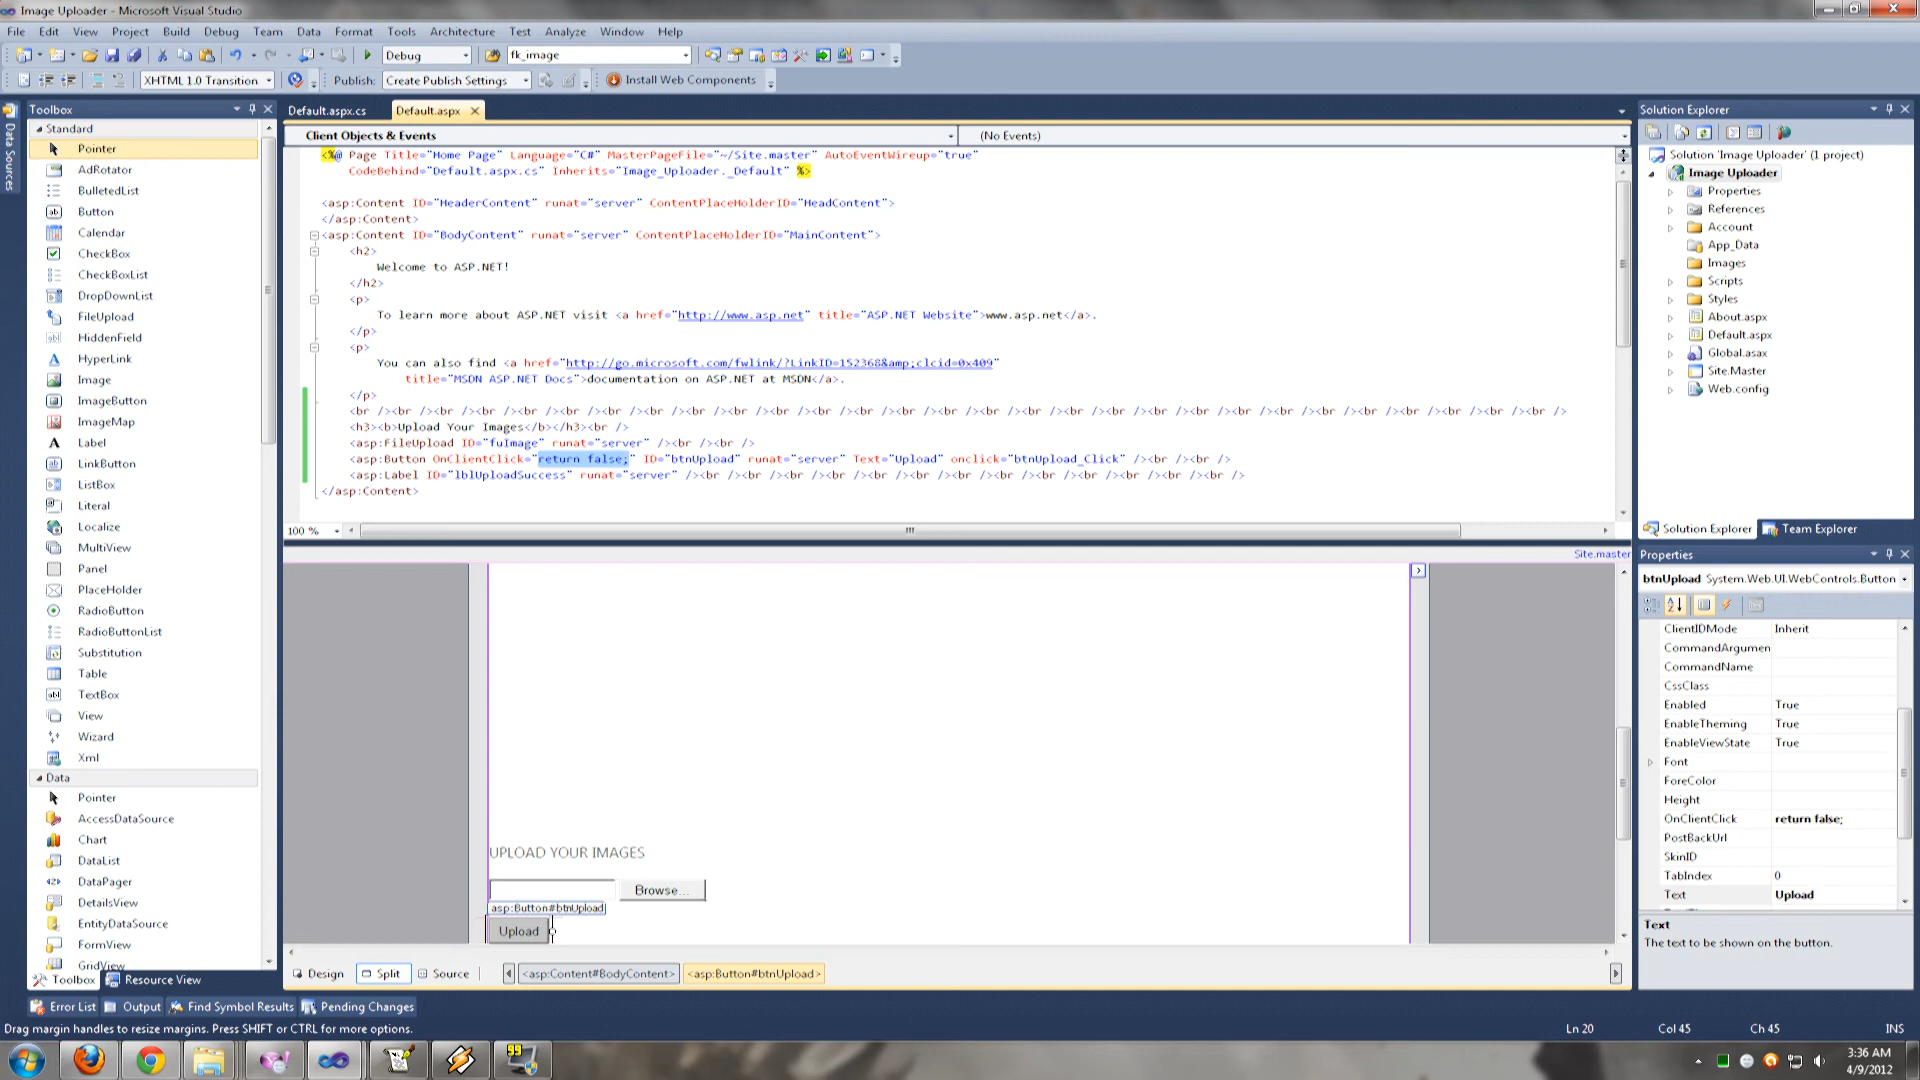 Image Uploader - Microsoft Visual Studio
File Edit View Project Build Debug Team Data Format Tools Architecture Test Analyze Window Help
Debug fk_image
XHTML 1.0 Transition Publish: Create Publish Settings Install Web Components
Data Sources
Toolbox
Standard
Pointer
AdRotator
BulletedList
Button
Calendar
CheckBox
CheckBoxList
DropDownList
FileUpload
HiddenField
HyperLink
Image
ImageButton
ImageMap
Label
LinkButton
ListBox
Literal
Localize
MultiView
Panel
PlaceHolder
RadioButton
RadioButtonList
Substitution
Table
TextBox
View
Wizard
Xml
Data
Pointer
AccessDataSource
Chart
DataList
DataPager
DetailsView
EntityDataSource
FormView
GridView
Toolbox Resource View
Default.aspx.cs Default.aspx
Client Objects & Events (No Events)
<%@ Page Title="Home Page" Language="C#" MasterPageFile="~/Site.master" AutoEventWireup="true"
CodeBehind="Default.aspx.cs" Inherits="Image_Uploader._Default" %>
<asp:Content ID="HeaderContent" runat="server" ContentPlaceHolderID="HeadContent">
</asp:Content>
<asp:Content ID="BodyContent" runat="server" ContentPlaceHolderID="MainContent">
<h2>
Welcome to ASP.NET!
</h2>
<p>
To learn more about ASP.NET visit <a href="http://www.asp.net" title="ASP.NET Website">www.asp.net</a>.
</p>
<p>
You can also find <a href="http://go.microsoft.com/fwlink/?LinkID=152368&amp;clcid=0x409"
title="MSDN ASP.NET Docs">documentation on ASP.NET at MSDN</a>.
</p>
<br /><br /><br /><br /><br /><br /><br /><br /><br /><br /><br /><br /><br /><br /><br /><br /><br /><br /><br /><br /><br /><br /><br /><br /><br /><br /><br /><br /><br />
<h3><b>Upload Your Images</b></h3><br />
<asp:FileUpload ID="fuImage" runat="server" /><br /><br />
<asp:Button OnClientClick="return false;" ID="btnUpload" runat="server" Text="Upload" onclick="btnUpload_Click" /><br /><br />
<asp:Label ID="lblUploadSuccess" runat="server" /><br /><br /><br /><br /><br /><br /><br /><br /><br /><br /><br /><br /><br />
</asp:Content>
100 %
Site.master
UPLOAD YOUR IMAGES
Browse...
asp:Button#btnUpload
Upload
Design Split Source <asp:Content#BodyContent> <asp:Button#btnUpload>
Solution Explorer
Solution 'Image Uploader' (1 project)
Image Uploader
Properties
References
Account
App_Data
Images
Scripts
Styles
About.aspx
Default.aspx
Global.asax
Site.Master
Web.config
Solution Explorer Team Explorer
Properties
btnUpload System.Web.UI.WebControls.Button
ClientIDMode Inherit
CommandArgumen
CommandName
CssClass
Enabled True
EnableTheming True
EnableViewState True
Font
ForeColor
Height
OnClientClick return false;
PostBackUrl
SkinID
TabIndex 0
Text Upload
Text
The text to be shown on the button.
Error List Output Find Symbol Results Pending Changes
Drag margin handles to resize margins. Press SHIFT or CTRL for more options. Ln 20 Col 45 Ch 45 INS
3:36 AM
4/9/2012